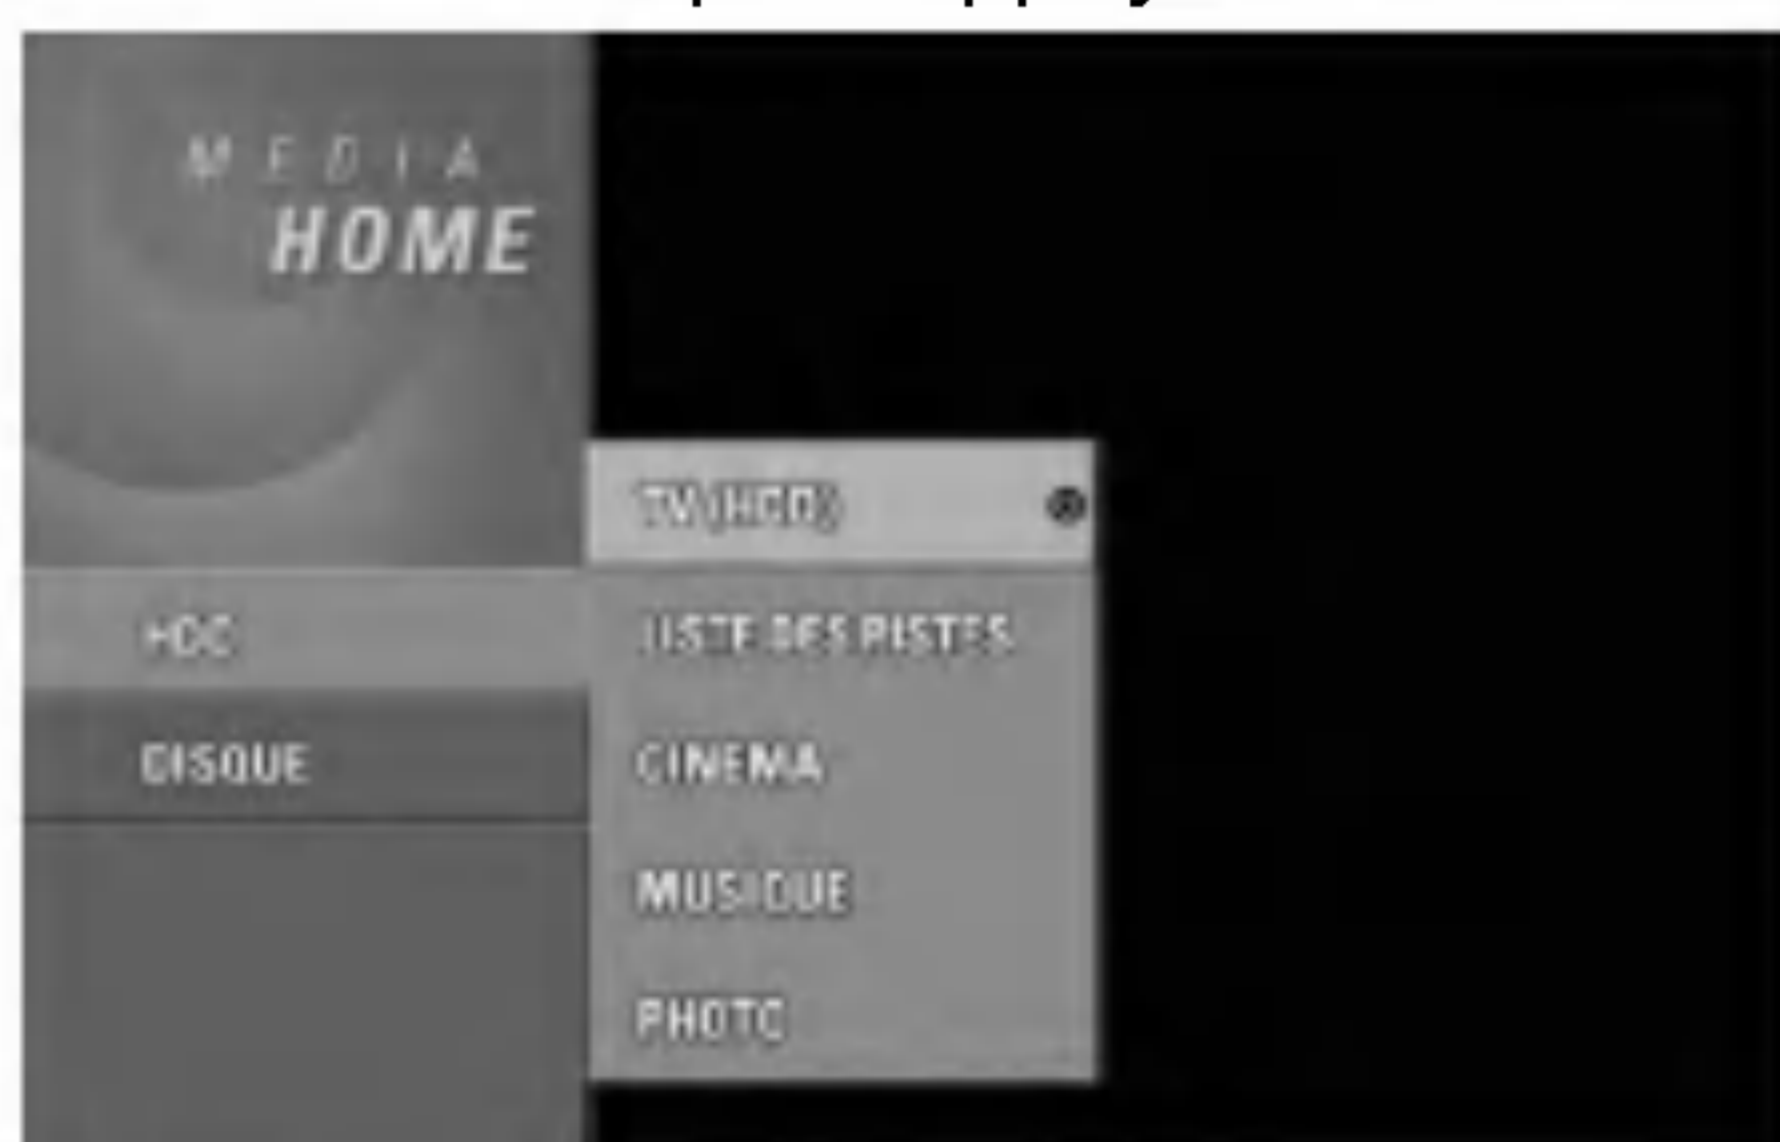 MEDIA
HOME
TV (HDD)
HDD
LISTE DES PISTES
DISQUE
CINEMA
MUSIQUE
PHOTO